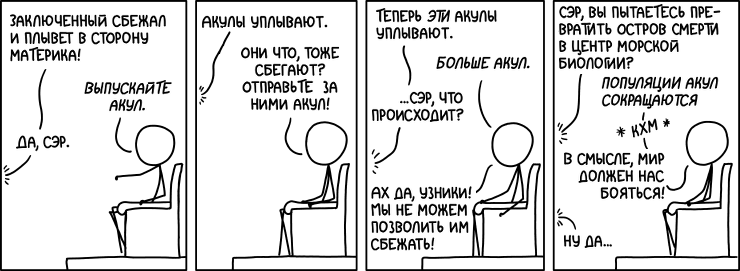 ЗАКЛЮЧЕННЫЙ СБЕЖАЛ
И ПЛЫВЕТ В СТОРОНУ
МАТЕРИКА!
ВЫПУСКАЙТЕ
АКУЛ.
ДА, СЭР.
АКУЛЫ УПЛЫВАЮТ.
ОНИ ЧТО, ТОЖЕ
СБЕГАЮТ?
ОТПРАВЬТЕ ЗА
НИМИ АКУЛ!
ТЕПЕРЬ ЭТИ АКУЛЫ
УПЛЫВАЮТ.
БОЛЬШЕ АКУЛ.
...СЭР, ЧТО
ПРОИСХОДИТ?
АХ ДА, УЗНИКИ!
МЫ НЕ МОЖЕМ
ПОЗВОЛИТЬ ИМ
СБЕЖАТЬ!
СЭР, ВЫ ПЫТАЕТЕСЬ ПРЕ-
ВРАТИТЬ ОСТРОВ СМЕРТИ
В ЦЕНТР МОРСКОЙ
БИОЛОГИИ?
ПОПУЛЯЦИИ АКУЛ
СОКРАЩАЮТСЯ
* КХМ *
В СМЫСЛЕ, МИР
ДОЛЖЕН НАС
БОЯТЬСЯ!
НУ ДА...